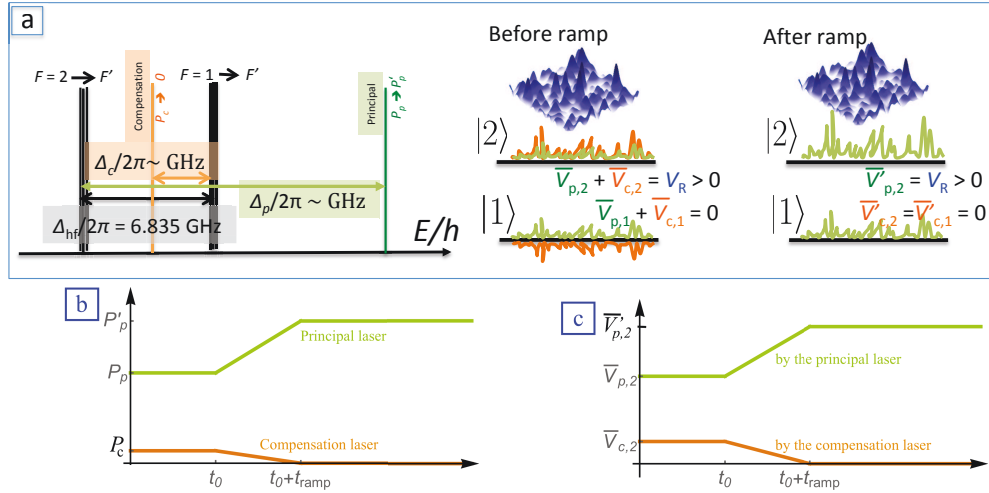 a
F = 2 → F'
Compensation
P_c → 0
F = 1 → F'
Principal
P_p → P'_p
Δ_c/2π~ GHz
Δ_p/2π ~ GHz
Δ_hf/2π = 6.835 GHz
E/h
Before ramp
|2⟩
V̅_p,2 + V̅_c,2 = V_R > 0
V̅_p,1 + V̅_c,1 = 0
|1⟩
After ramp
|2⟩
V̅'_p,2 = V_R > 0
V̅'_c,2 = V̅'_c,1 = 0
|1⟩
b
P'_p
Principal laser
P_p
P_c
Compensation laser
t_0
t_0+t_ramp
c
V̅'_p,2
by the principal laser
V̅_p,2
V̅_c,2
by the compensation laser
t_0
t_0+t_ramp